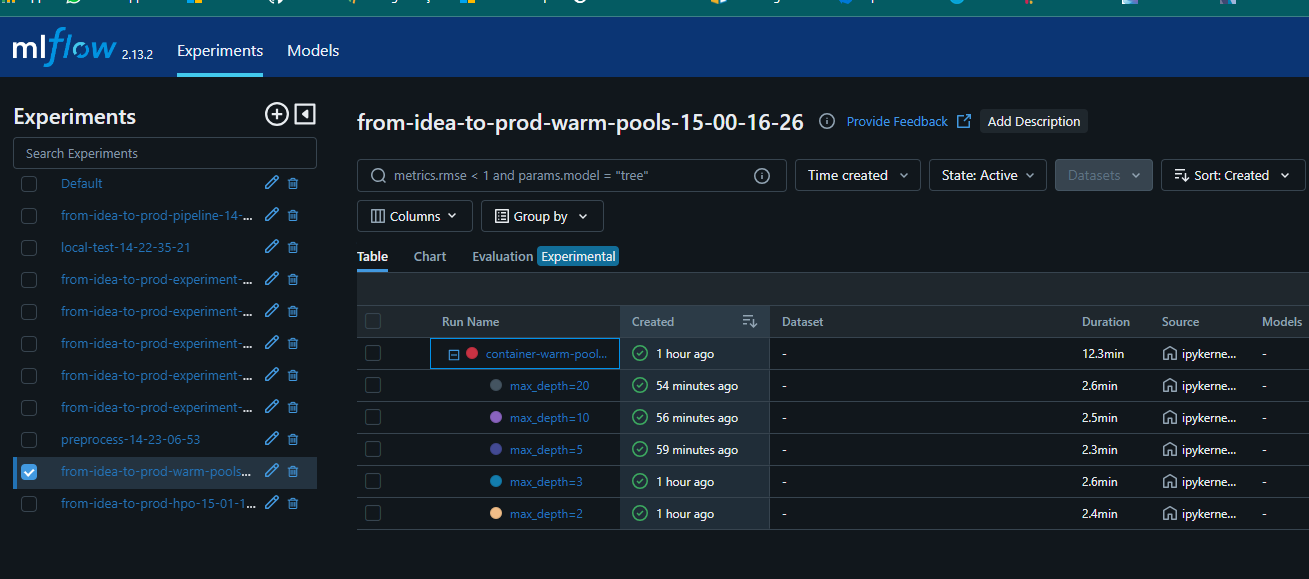 mlflow 2.13.2 Experiments Models
Experiments
Search Experiments
Default
from-idea-to-prod-pipeline-14-...
local-test-14-22-35-21
from-idea-to-prod-experiment-...
from-idea-to-prod-experiment-...
from-idea-to-prod-experiment-...
from-idea-to-prod-experiment-...
from-idea-to-prod-experiment-...
preprocess-14-23-06-53
from-idea-to-prod-warm-pools...
from-idea-to-prod-hpo-15-01-1...
from-idea-to-prod-warm-pools-15-00-16-26 Provide Feedback Add Description
metrics.rmse < 1 and params.model = "tree" Time created State: Active Datasets Sort: Created
Columns Group by
Table Chart Evaluation Experimental
Run Name Created Dataset Duration Source Models
container-warm-pool... 1 hour ago - 12.3min ipykerne... -
max_depth=20 54 minutes ago - 2.6min ipykerne... -
max_depth=10 56 minutes ago - 2.5min ipykerne... -
max_depth=5 59 minutes ago - 2.3min ipykerne... -
max_depth=3 1 hour ago - 2.6min ipykerne... -
max_depth=2 1 hour ago - 2.4min ipykerne... -